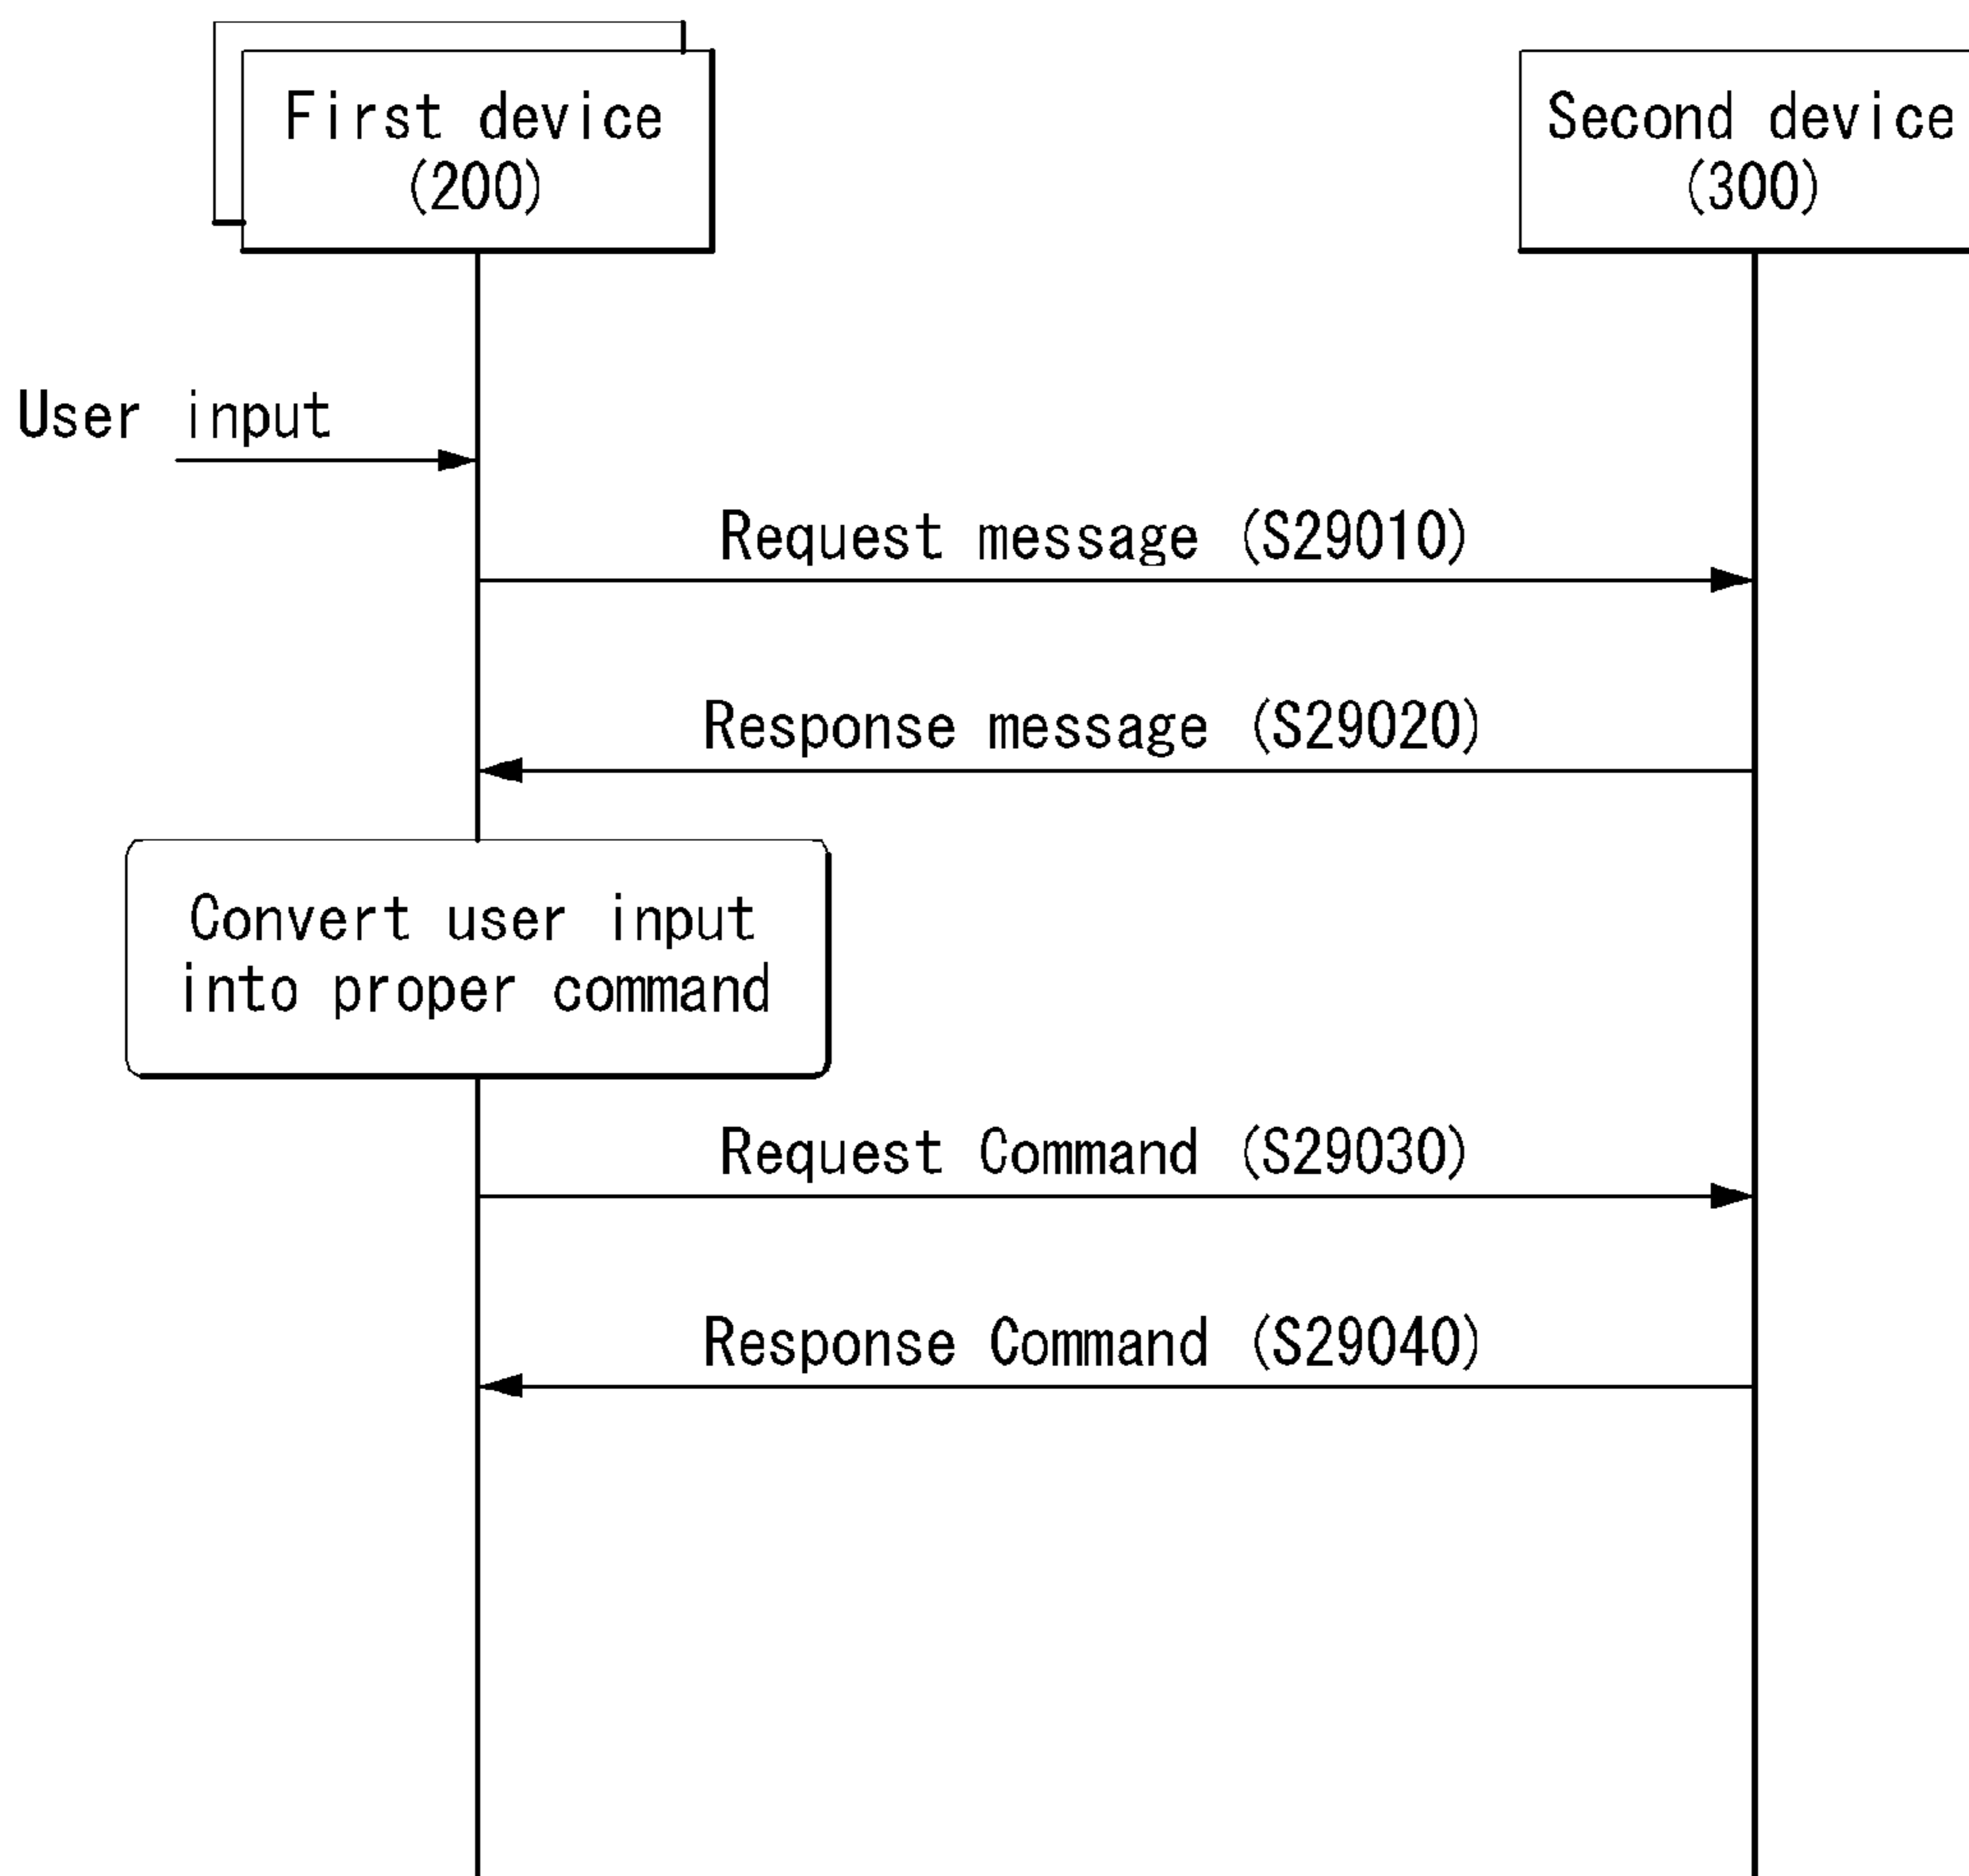 First device
(200)
Second device
(300)
User input
Request message (S29010)
Response message (S29020)
Convert user input
into proper command
Request Command (S29030)
Response Command (S29040)